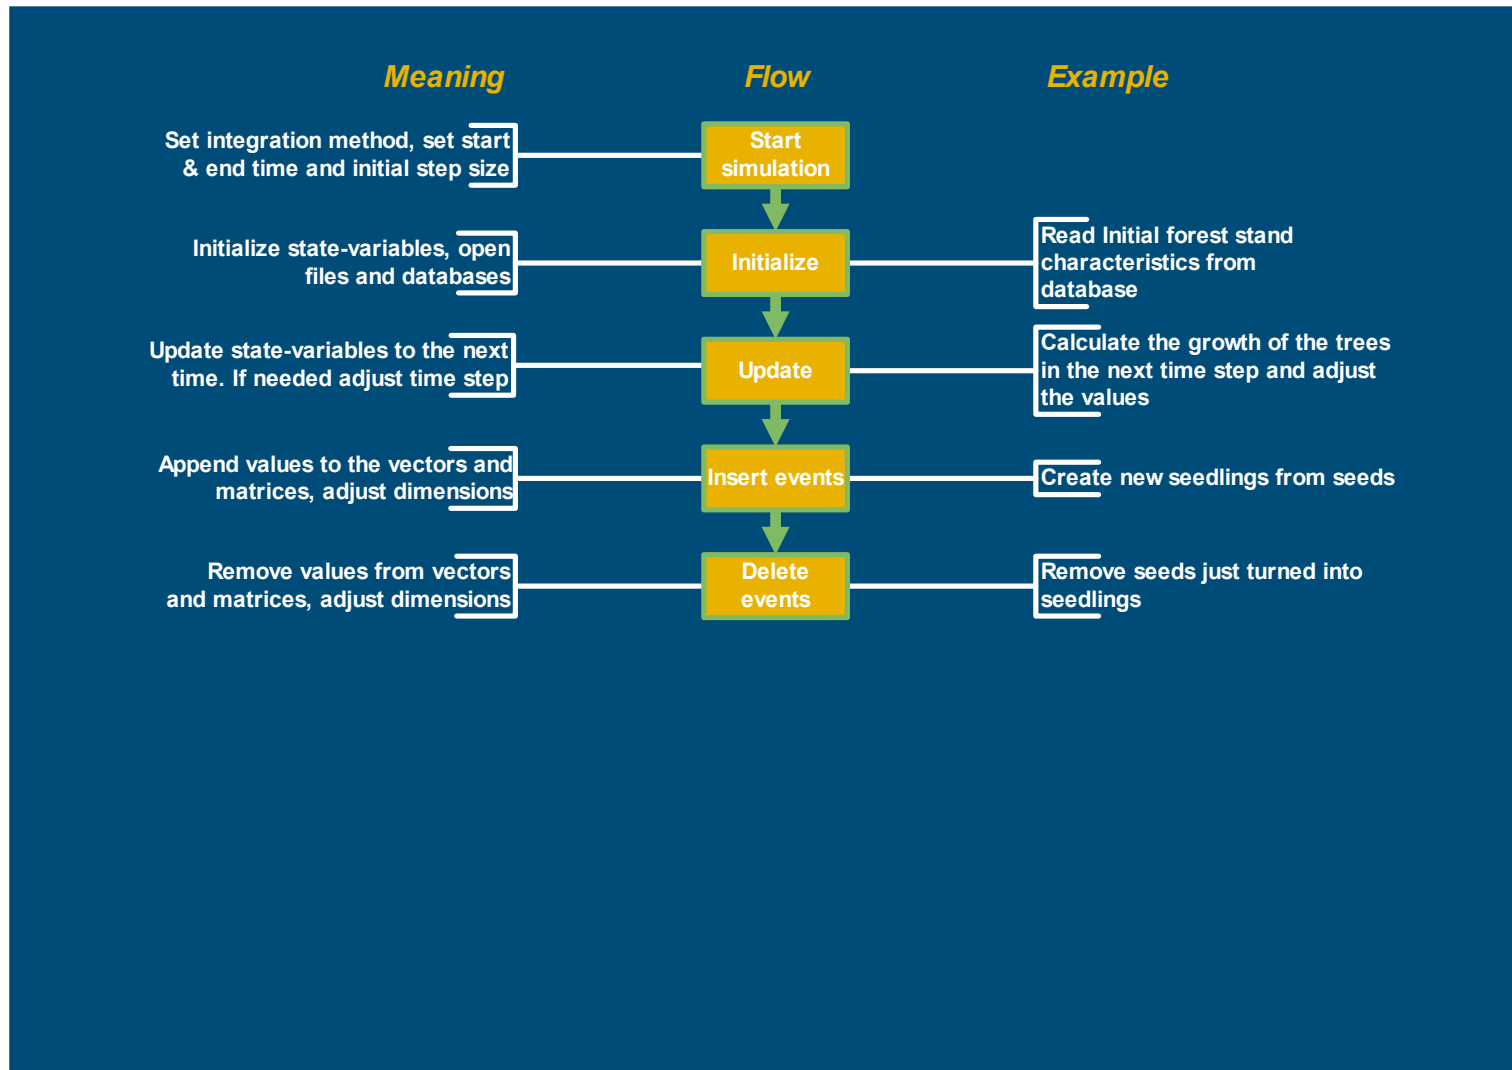 Meaning
Flow
Example
Set integration method, set start
& end time and initial step size
Start
simulation
Initialize state-variables, open
files and databases
Initialize
Read Initial forest stand
characteristics from
database
Update state-variables to the next
time. If needed adjust time step
Update
Calculate the growth of the trees
in the next time step and adjust
the values
Append values to the vectors and
matrices, adjust dimensions
Insert events
Create new seedlings from seeds
Remove values from vectors
and matrices, adjust dimensions
Delete
events
Remove seeds just turned into
seedlings